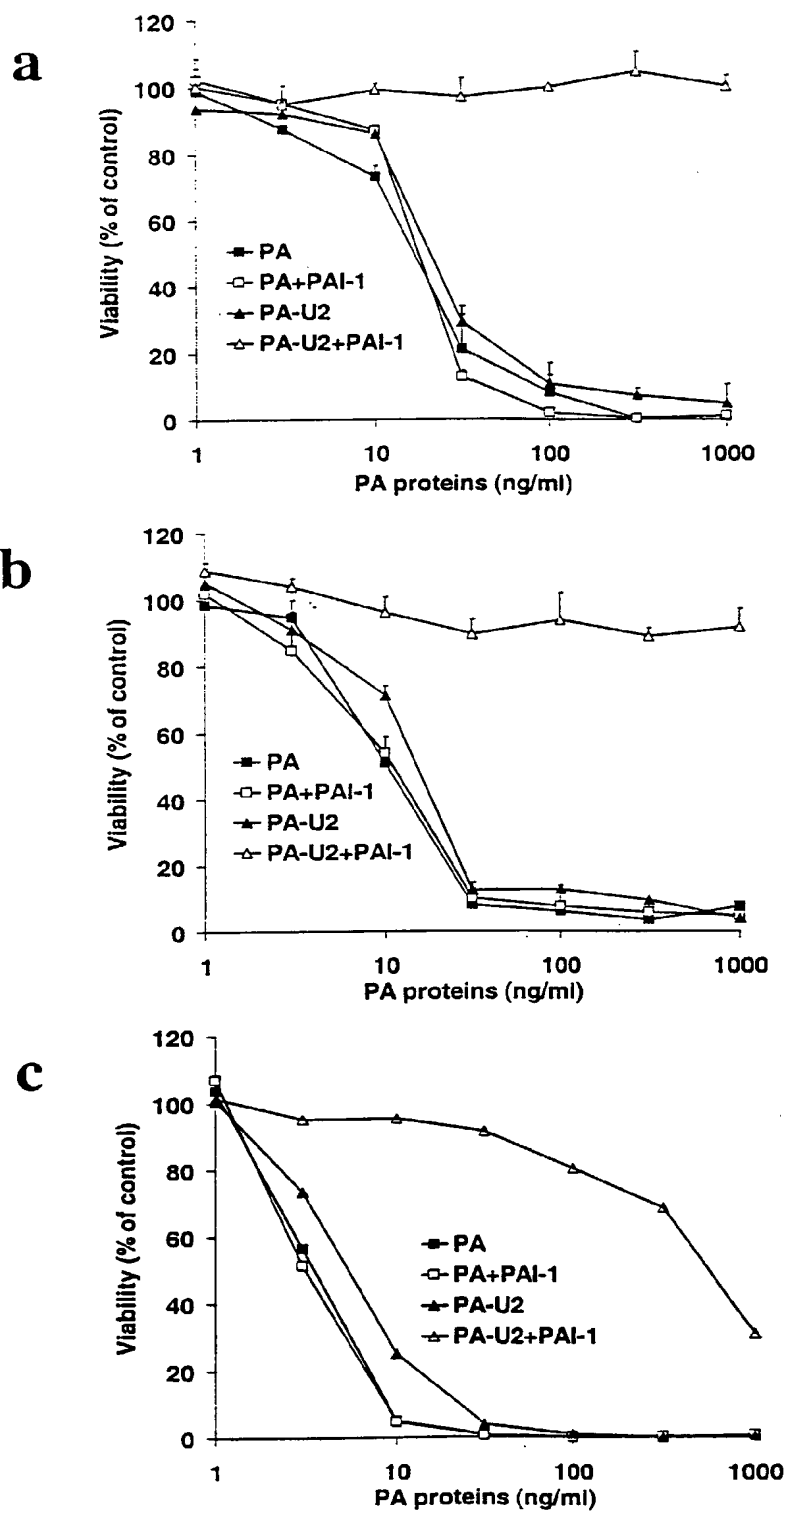 a
120
100
80
60
40
20
0
Viability (% of control)
PA
PA+PAI-1
PA-U2
PA-U2+PAI-1
1 10 100 1000
PA proteins (ng/ml)
b
120
100
80
60
40
20
0
Viability (% of control)
PA
PA+PAI-1
PA-U2
PA-U2+PAI-1
1 10 100 1000
PA proteins (ng/ml)
c
120
100
80
60
40
20
0
Viability (% of control)
PA
PA+PAI-1
PA-U2
PA-U2+PAI-1
1 10 100 1000
PA proteins (ng/ml)